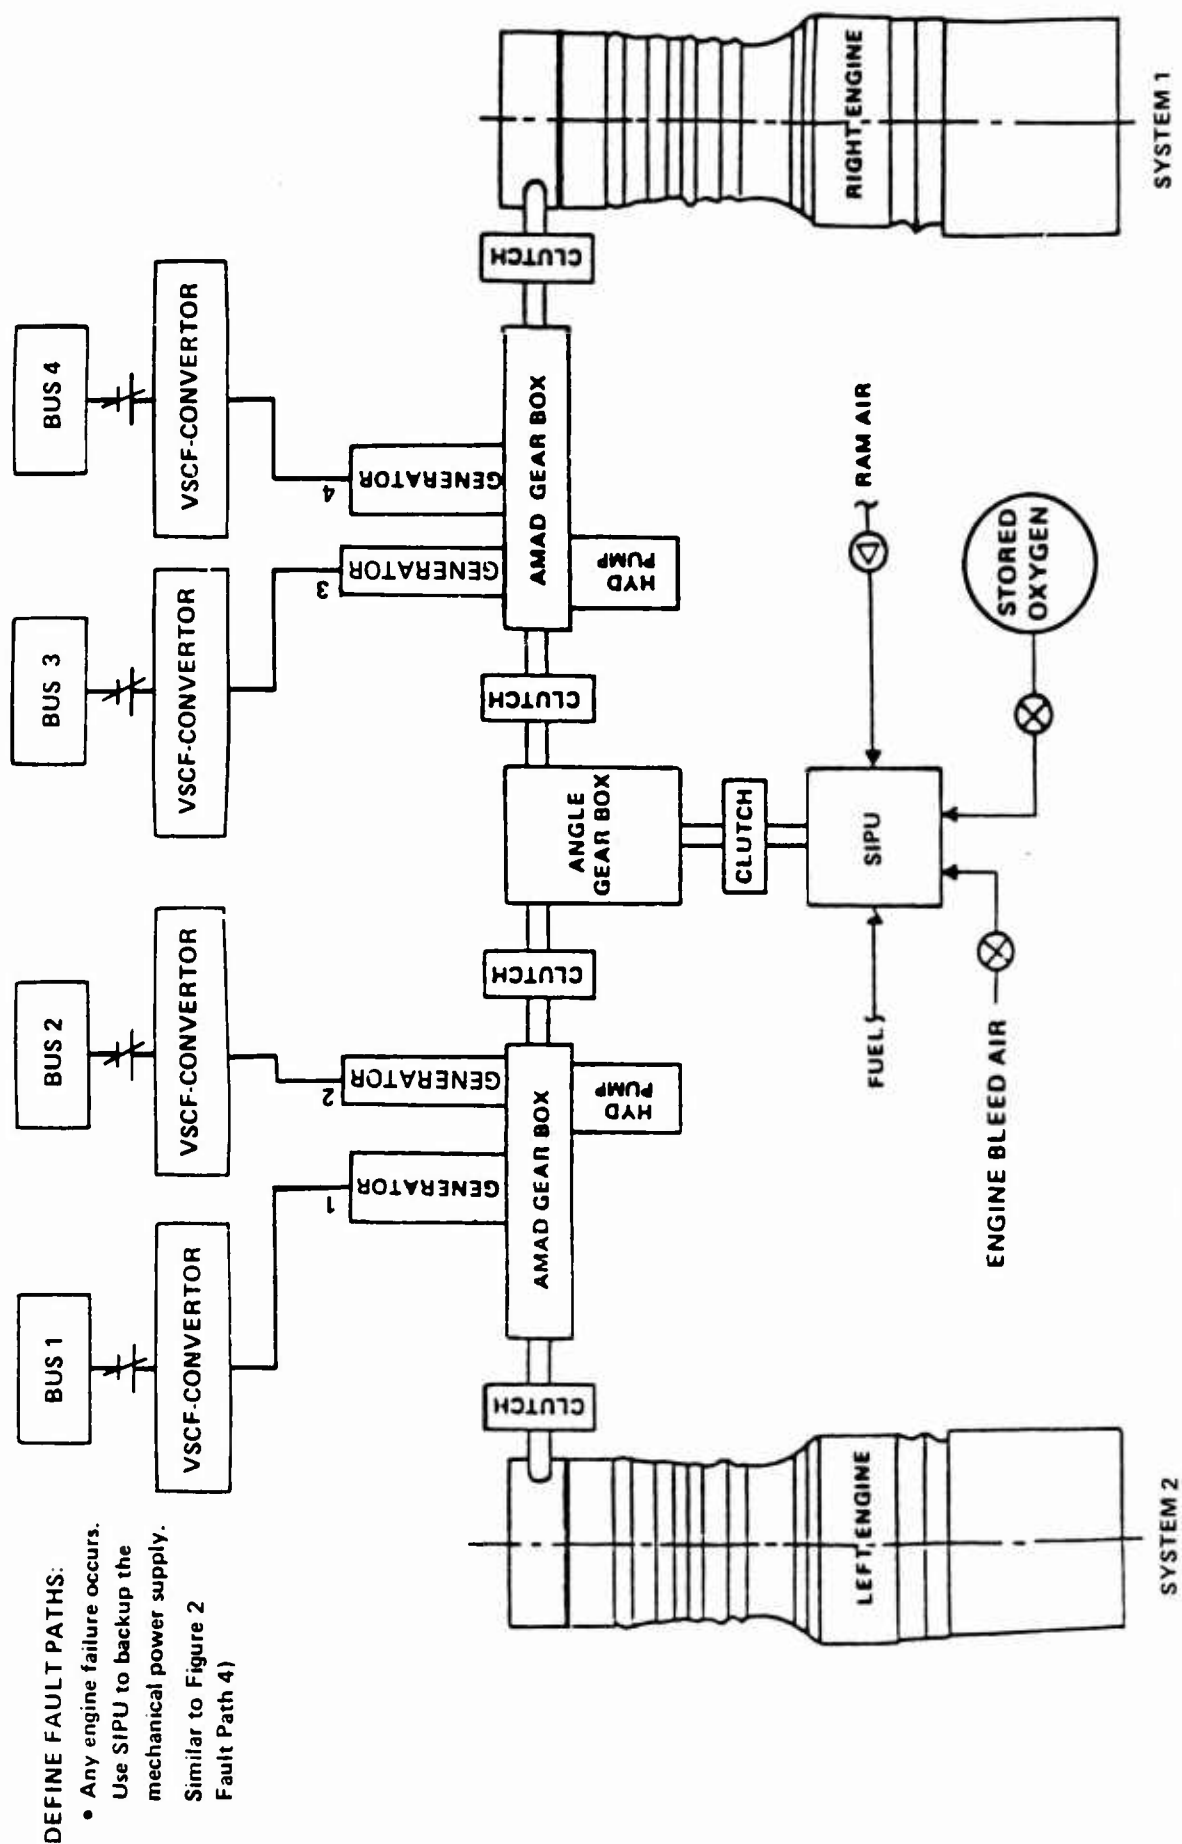 DEFINE FAULT PATHS:
• Any engine failure occurs.
Use SIPU to backup the
mechanical power supply.
Similar to Figure 2
Fault Path 4)
BUS 1
BUS 2
BUS 3
BUS 4
VSCF-CONVERTOR
VSCF-CONVERTOR
VSCF-CONVERTOR
VSCF-CONVERTOR
1
GENERATOR
2
GENERATOR
3
GENERATOR
4
GENERATOR
CLUTCH
AMAD GEAR BOX
CLUTCH
ANGLE
GEAR BOX
CLUTCH
AMAD GEAR BOX
CLUTCH
HYD
PUMP
HYD
PUMP
CLUTCH
LEFT ENGINE
RIGHT ENGINE
FUEL
SIPU
RAM AIR
ENGINE BLEED AIR
STORED
OXYGEN
SYSTEM 2
SYSTEM 1